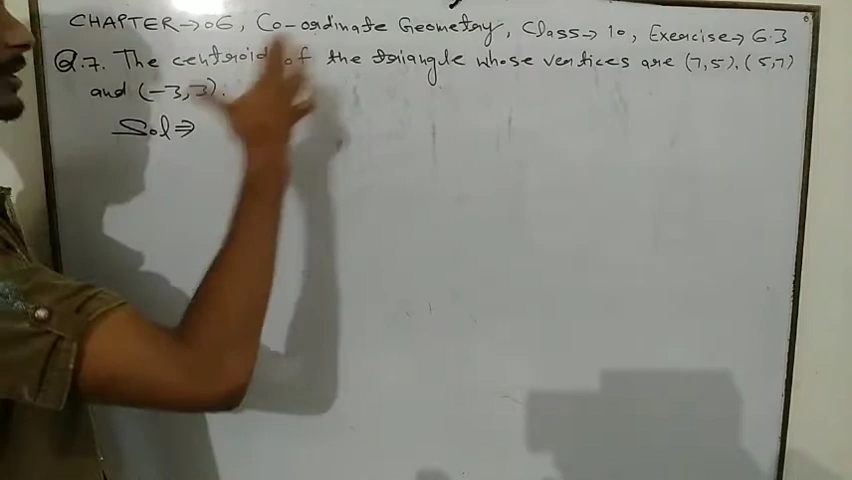 CHAPTER→06, Co-ordinate Geometry, Class→10, Exercise→6.3
Q.7. The centroid of the triangle whose vertices are (7,5), (5,7)
and (-3,3).
Sol⇒